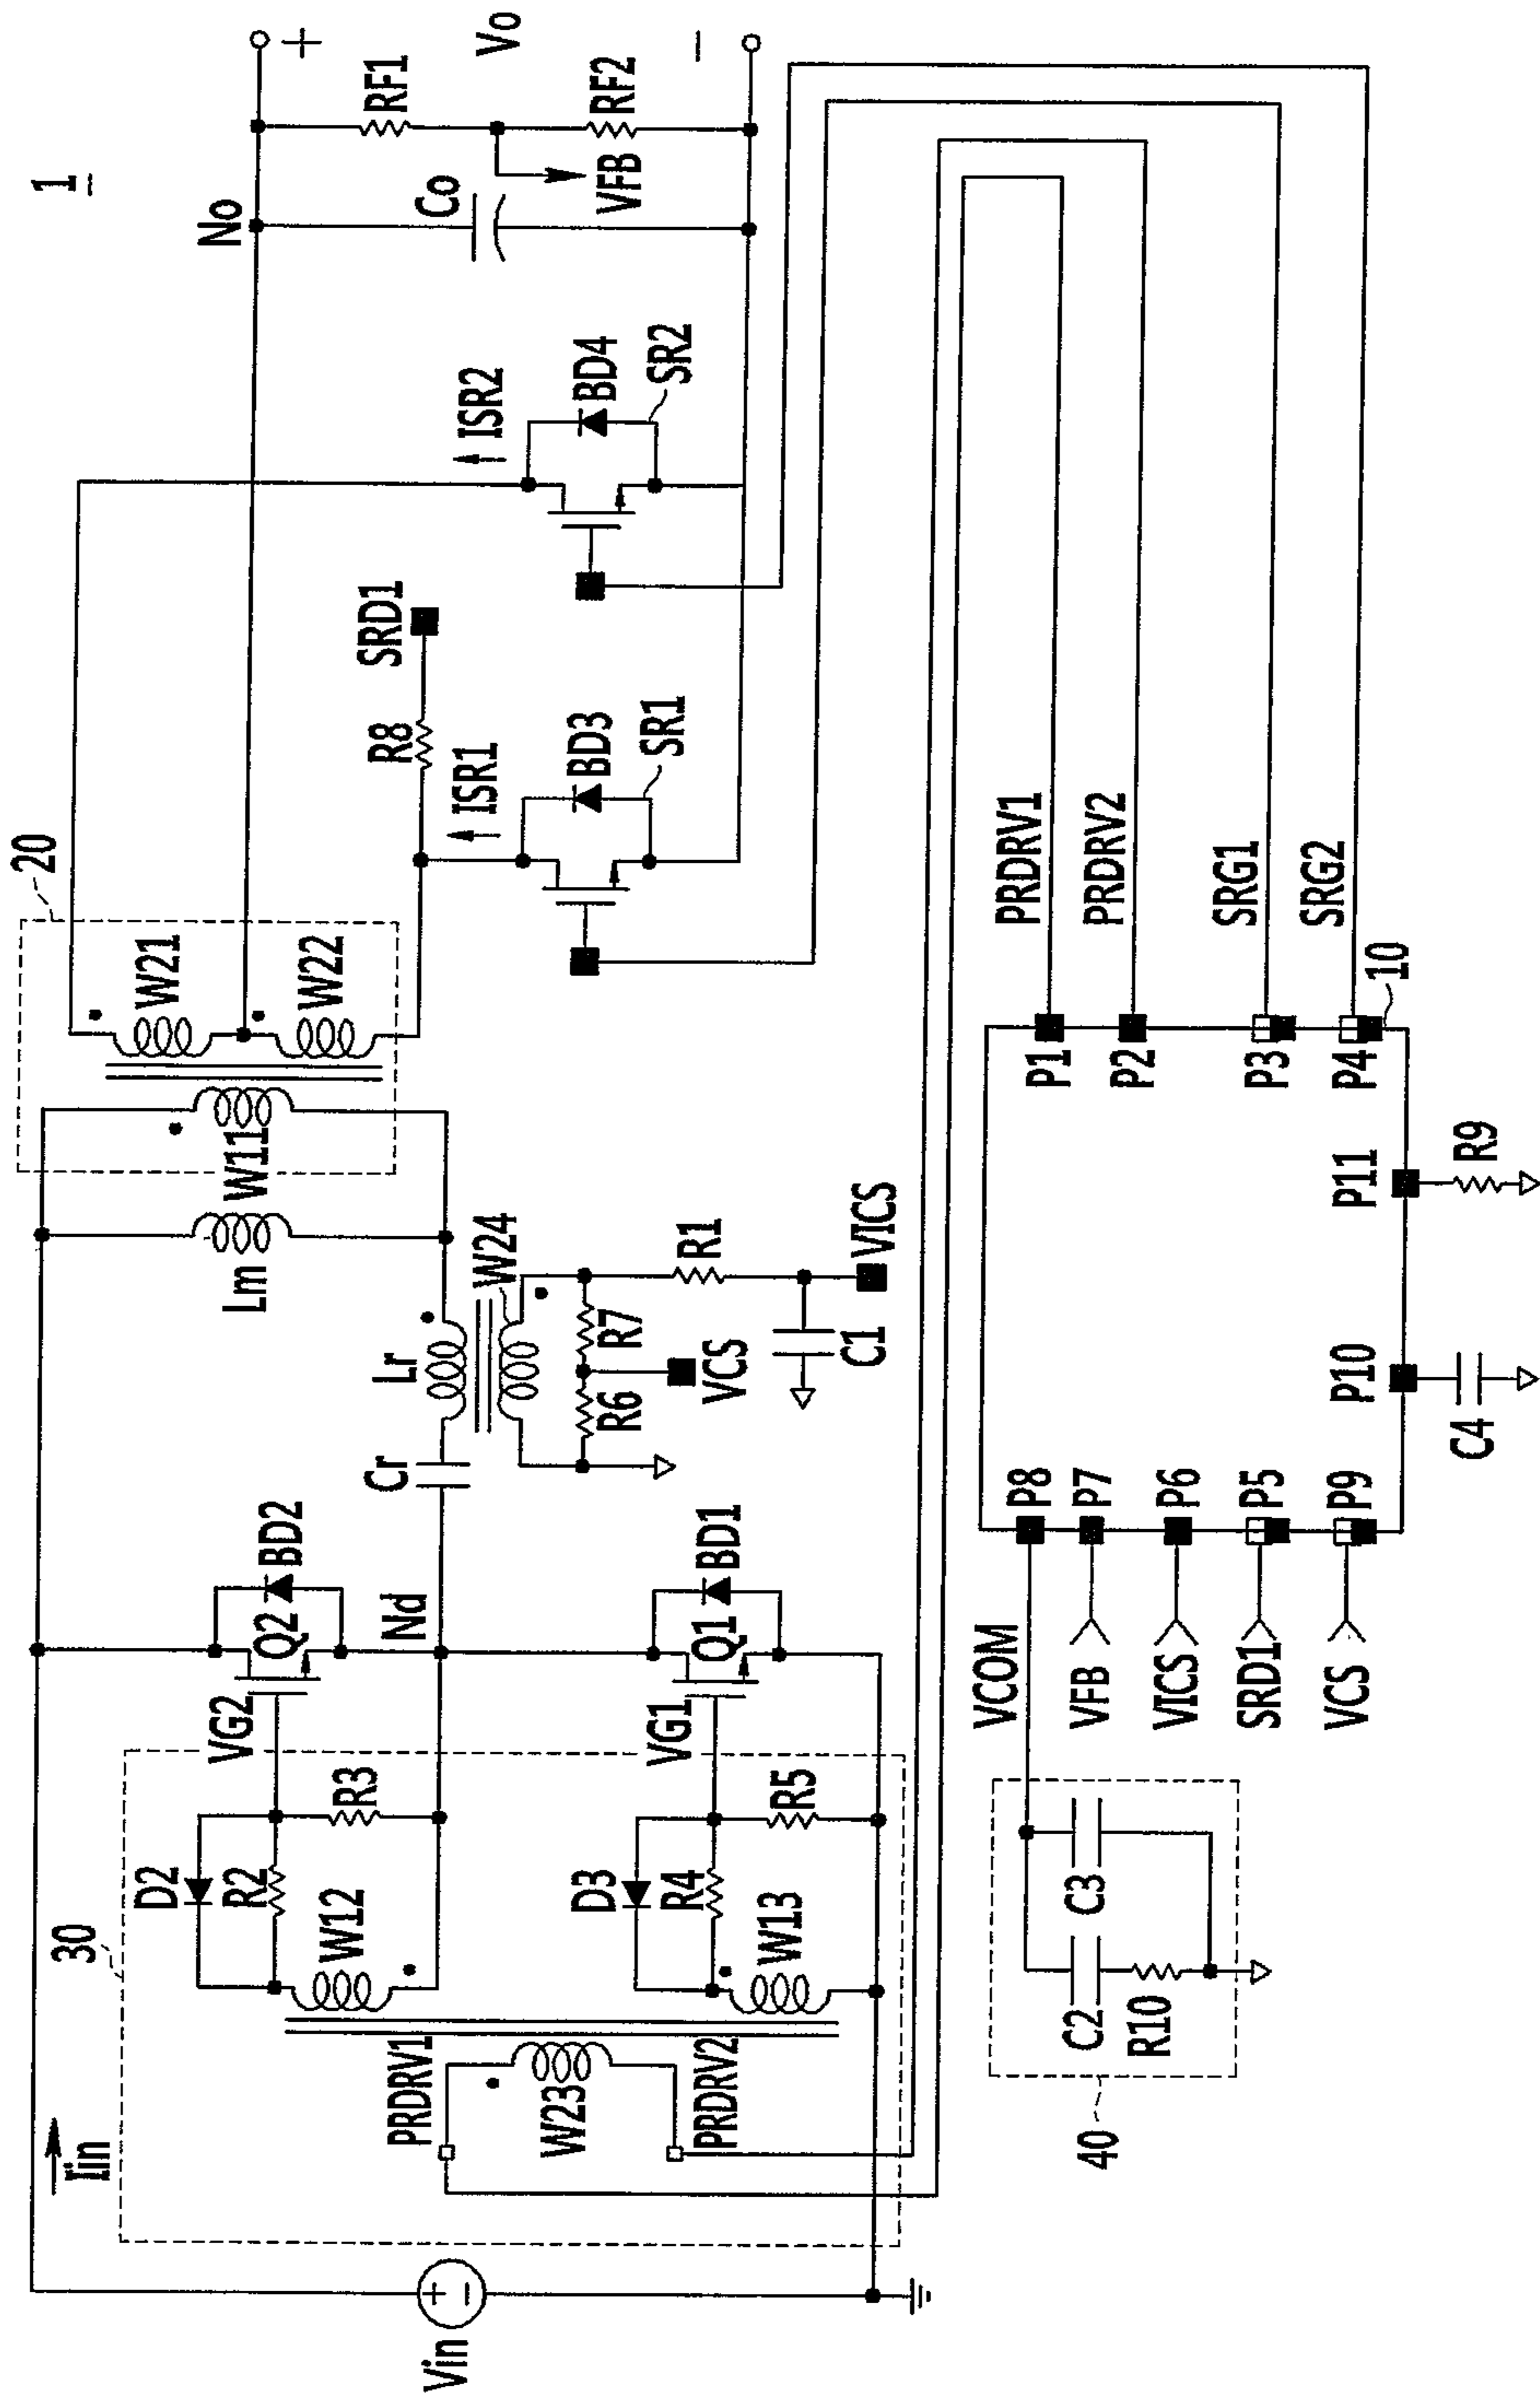 1
20
No
RF1
Vo
RF2
VFB
Co
ISR2
BD4
SR2
SRD1
R8
ISR1
BD3
SR1
W21
W22
W11
Lm
Lr
W24
Cr
R1
R7
R6
VICS
VCS
C1
BD2
Q2
Nd
BD1
Q1
VG2
VG1
30
D2
R2
R3
W12
D3
R4
R5
W13
PRDRV1
W23
PRDRV2
Iin
Vin
PRDRV1
PRDRV2
SRG1
SRG2
10
P1
P2
P3
P4
P11
R9
P10
C4
P8
P7
P6
P5
P9
VCOM
VFB
VICS
SRD1
VCS
C3
C2
R10
40